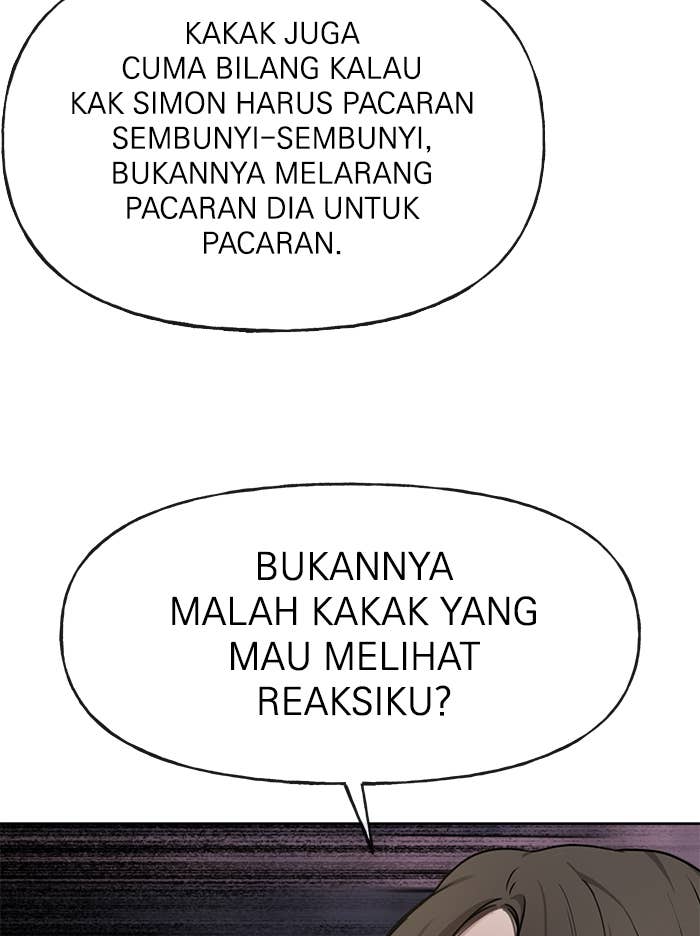 KAKAK JUGA
CUMA BILANG KALAU
KAK SIMON HARUS PACARAN
SEMBUNYI-SEMBUNYI,
BUKANNYA MELARANG
PACARAN DIA UNTUK
PACARAN.
BUKANNYA
MALAH KAKAK YANG
MAU MELIHAT
REAKSIKU?